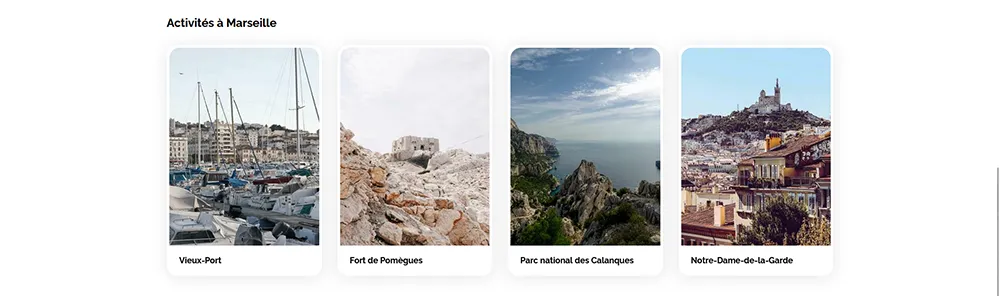 Activités à Marseille
Vieux-Port
Fort de Pomègues
Parc national des Calanques
Notre-Dame-de-la-Garde